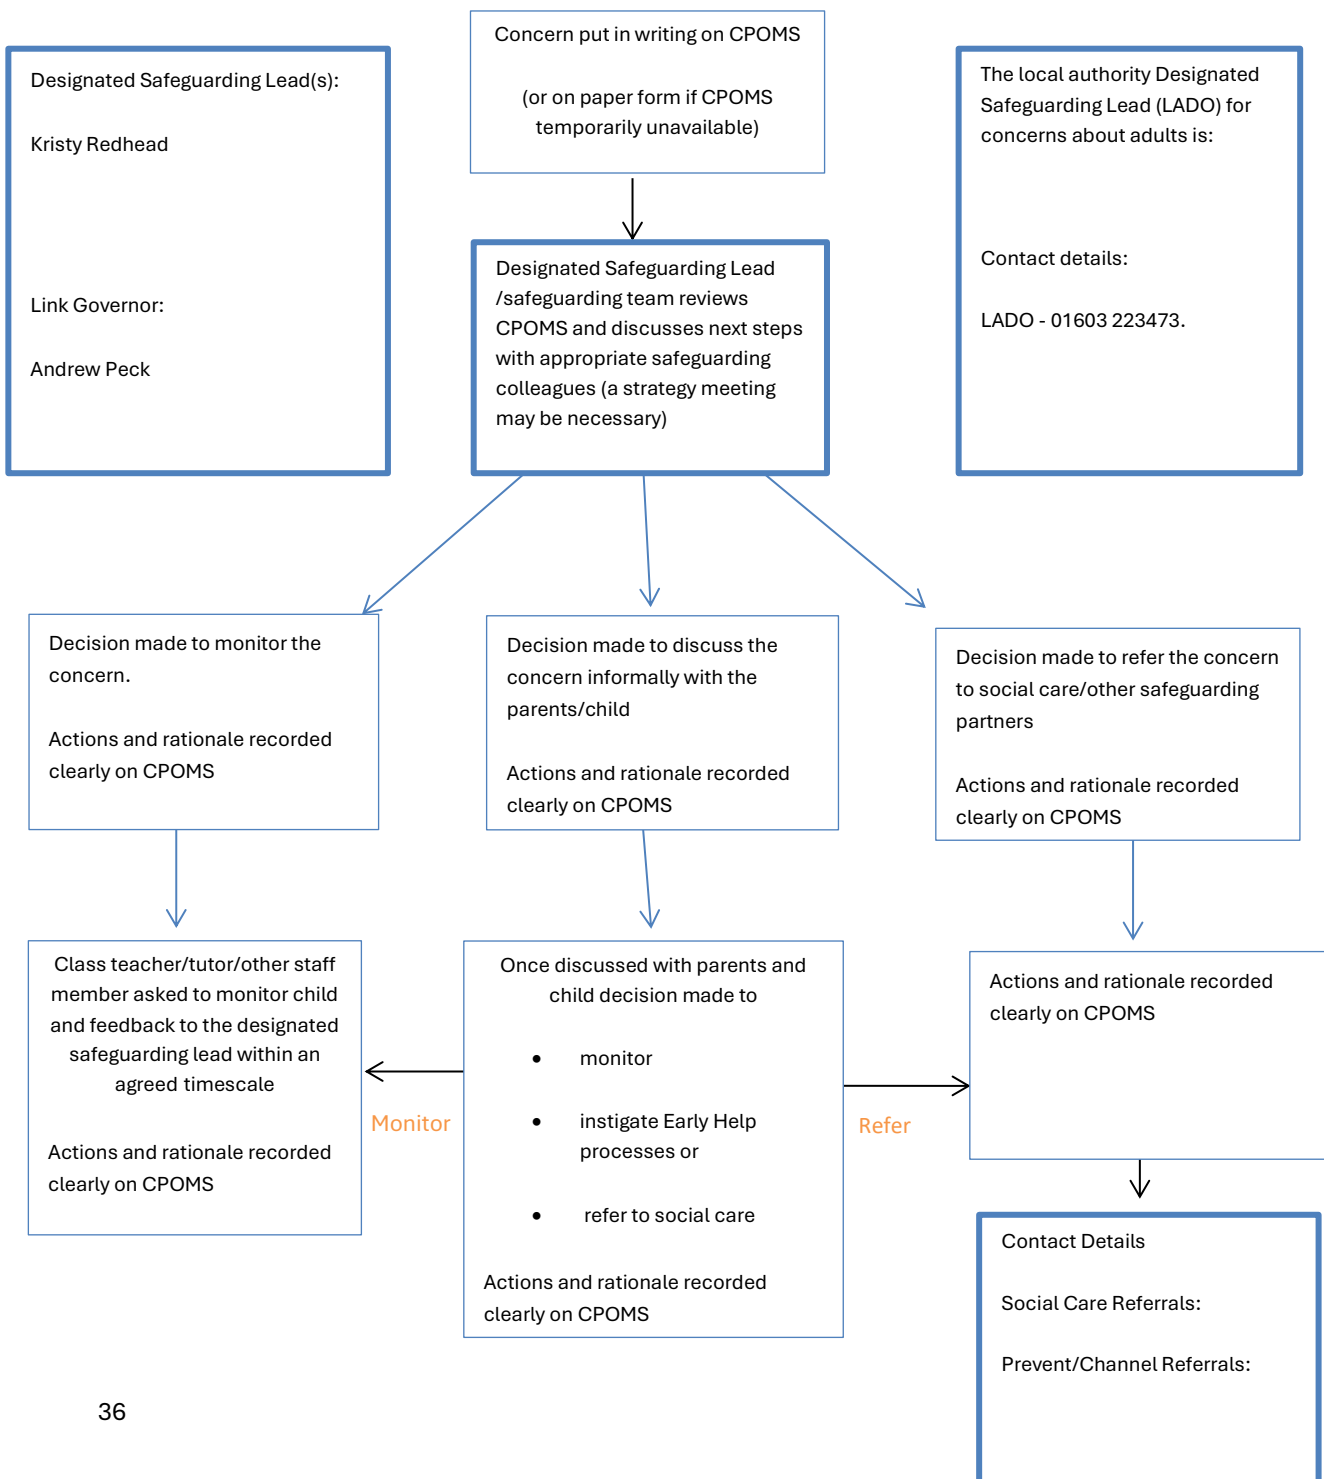 Concern put in writing on CPOMS
(or on paper form if CPOMS
temporarily unavailable)
Designated Safeguarding Lead(s):
Kristy Redhead
Link Governor:
Andrew Peck
The local authority Designated
Safeguarding Lead (LADO) for
concerns about adults is:
Contact details:
LADO - 01603 223473.
Designated Safeguarding Lead
/safeguarding team reviews
CPOMS and discusses next steps
with appropriate safeguarding
colleagues (a strategy meeting
may be necessary)
Decision made to monitor the
concern.
Actions and rationale recorded
clearly on CPOMS
Decision made to discuss the
concern informally with the
parents/child
Actions and rationale recorded
clearly on CPOMS
Decision made to refer the concern
to social care/other safeguarding
partners
Actions and rationale recorded
clearly on CPOMS
Class teacher/tutor/other staff
member asked to monitor child
and feedback to the designated
safeguarding lead within an
agreed timescale
Actions and rationale recorded
clearly on CPOMS
Monitor
Once discussed with parents and
child decision made to
• monitor
• instigate Early Help
processes or
• refer to social care
Actions and rationale recorded
clearly on CPOMS
Refer
Actions and rationale recorded
clearly on CPOMS
Contact Details
Social Care Referrals:
Prevent/Channel Referrals:
36